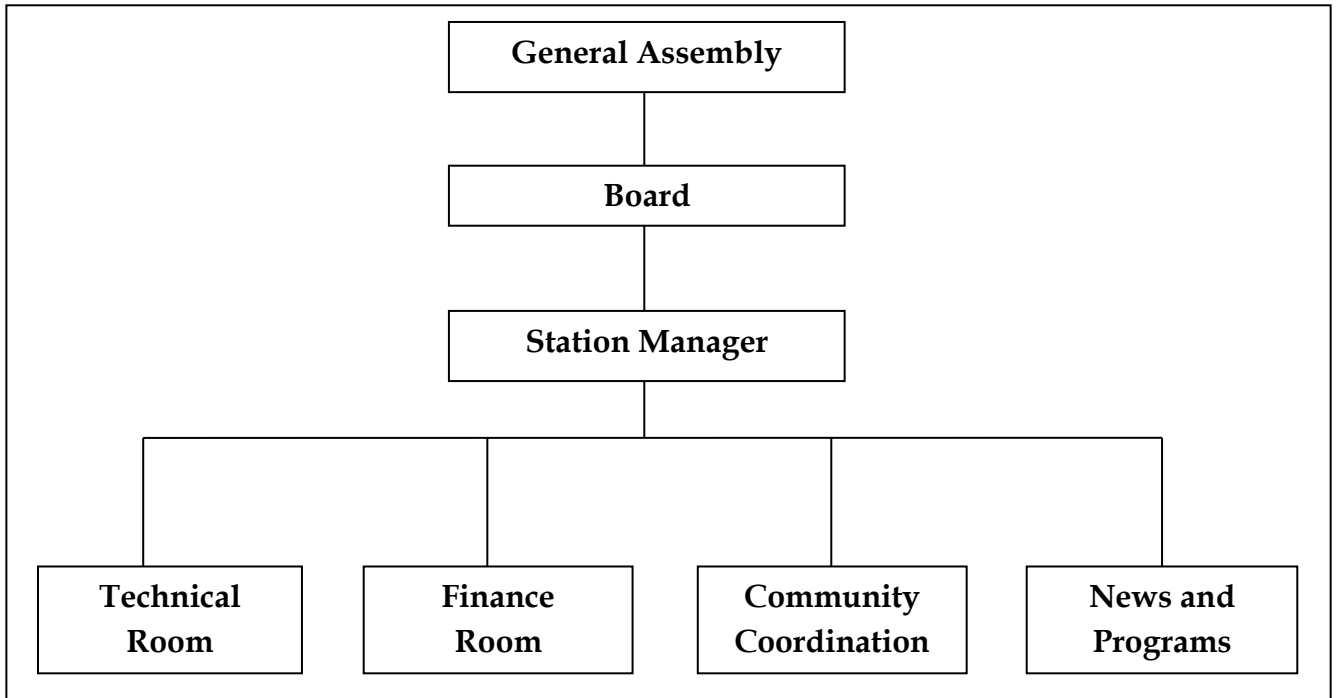 General Assembly
Board
Station Manager
Technical
Room
Finance
Room
Community
Coordination
News and
Programs